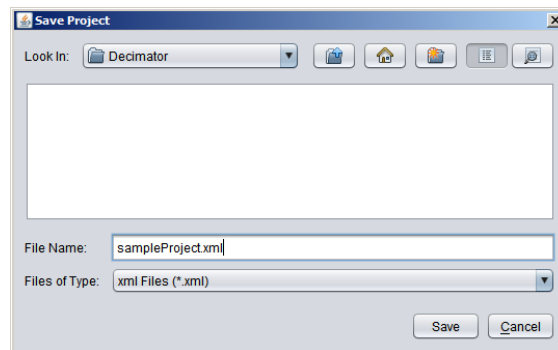 Save Project
Look In: Decimator
File Name: sampleProject.xml
Files of Type: xml Files (*.xml)
Save Cancel